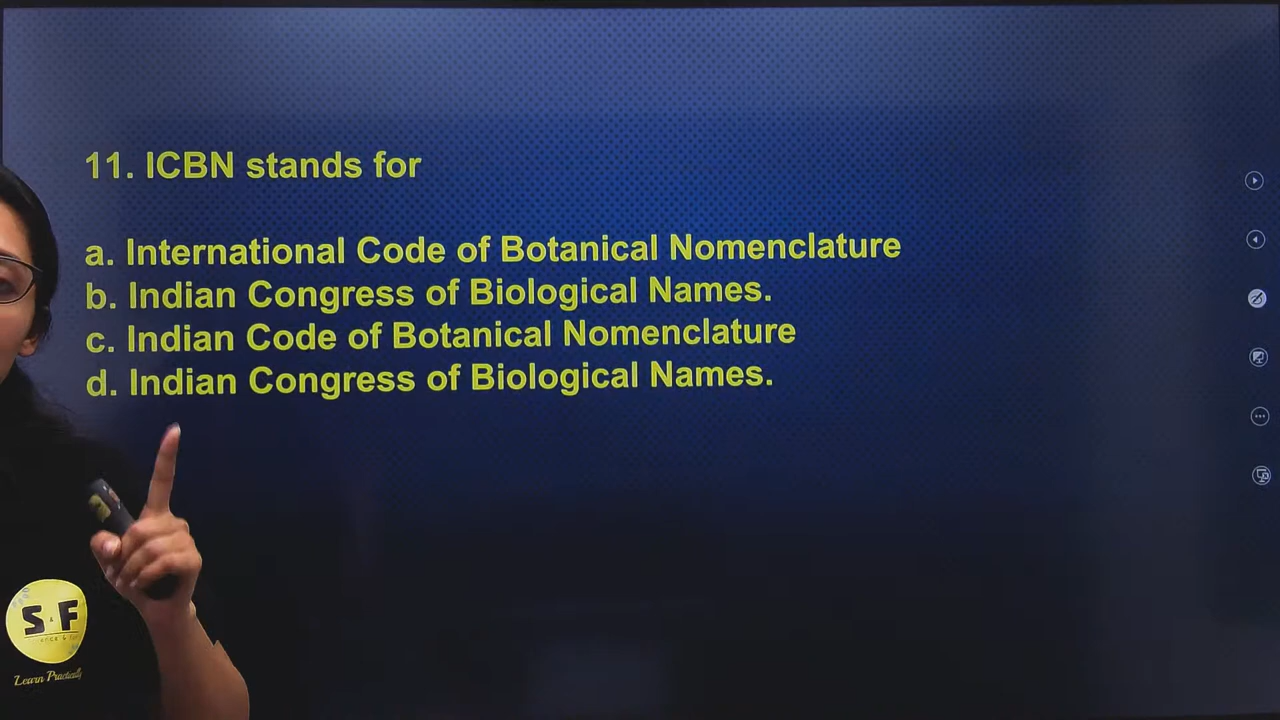 11. ICBN stands for
a. International Code of Botanical Nomenclature
b. Indian Congress of Biological Names.
c. Indian Code of Botanical Nomenclature
d. Indian Congress of Biological Names.
S&F
Learn Practically